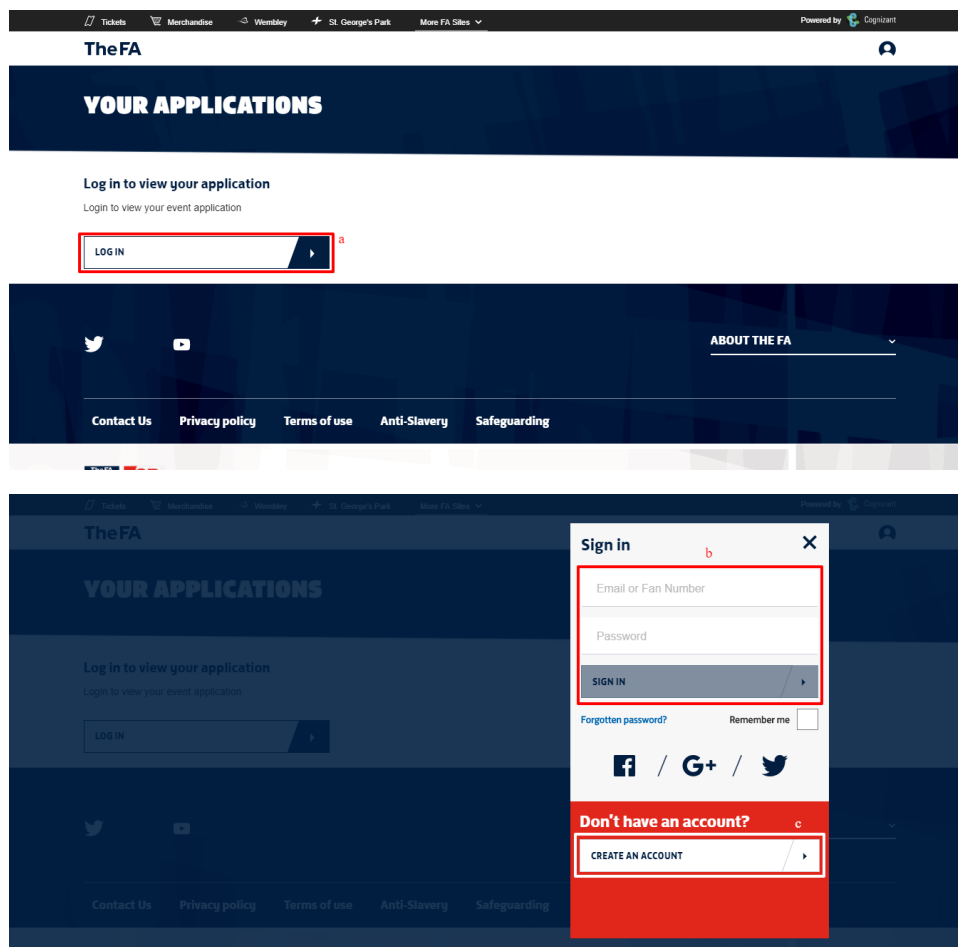 Tickets Merchandise Wembley St. George's Park More FA Sites Powered by Cognizant
TheFA
YOUR APPLICATIONS
Log in to view your application
Login to view your event application
LOG IN a
ABOUT THE FA
Contact Us Privacy policy Terms of use Anti-Slavery Safeguarding
Tickets Merchandise Wembley St. George's Park More FA Sites Powered by Cognizant
TheFA
YOUR APPLICATIONS
Log in to view your application
Login to view your event application
LOG IN
Contact Us Privacy policy Terms of use Anti-Slavery Safeguarding
Sign in
b
Email or Fan Number
Password
SIGN IN
Forgotten password? Remember me
G+
Don't have an account? c
CREATE AN ACCOUNT